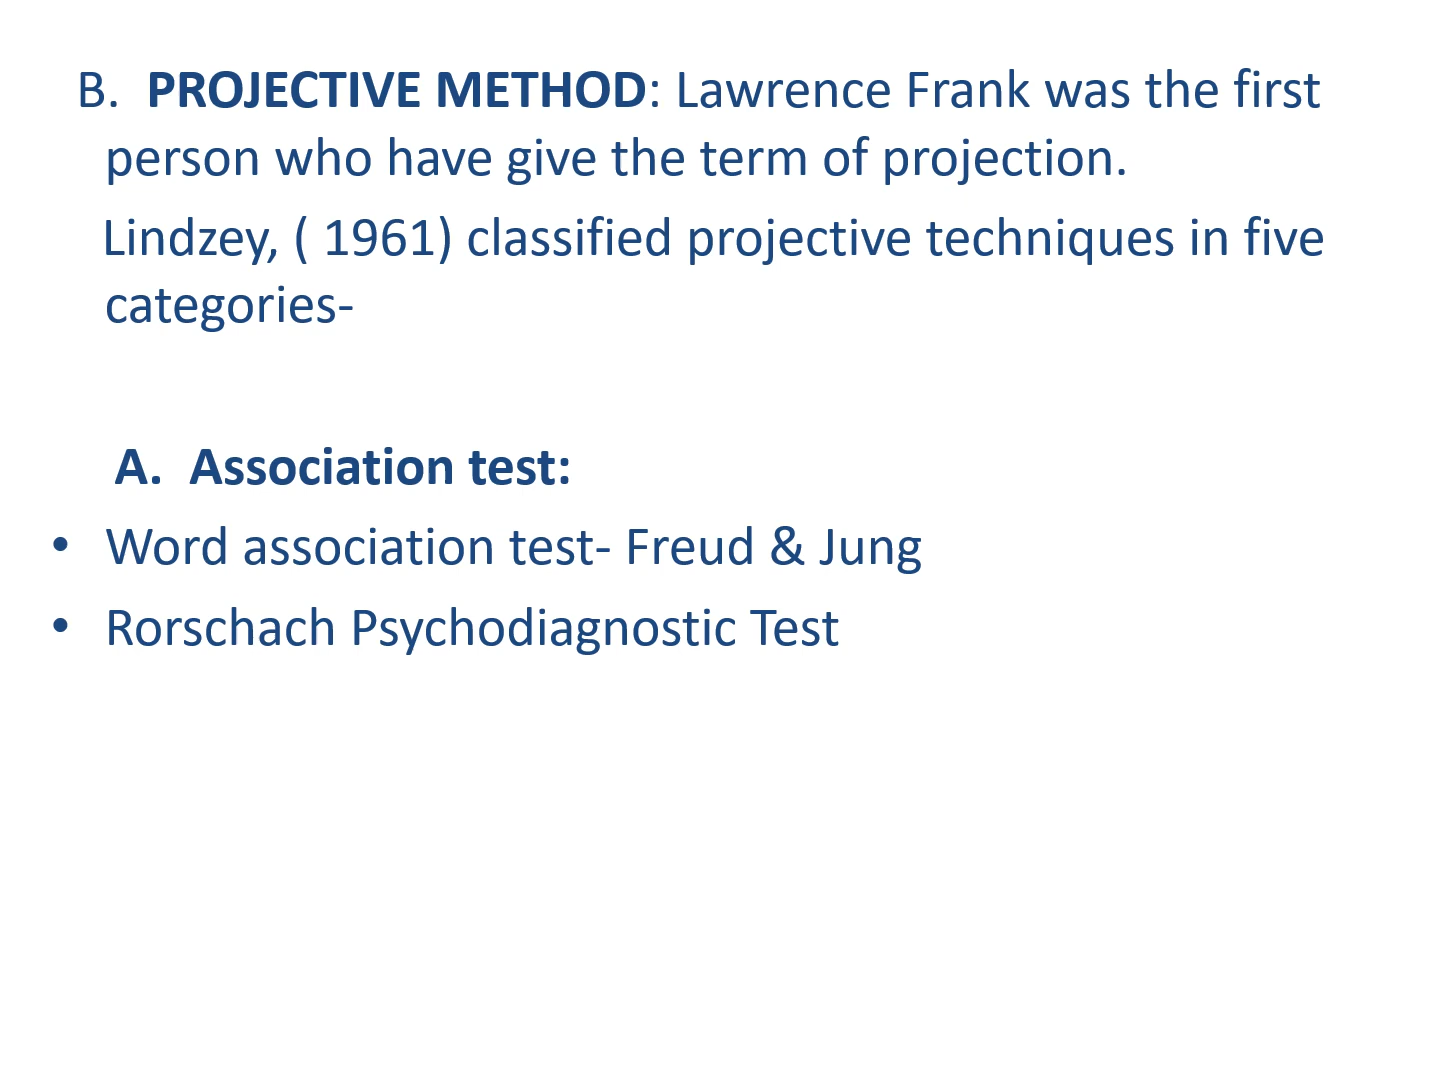 B. PROJECTIVE METHOD: Lawrence Frank was the first
person who have give the term of projection.
Lindzey, ( 1961) classified projective techniques in five
categories-
A. Association test:
• Word association test- Freud & Jung
• Rorschach Psychodiagnostic Test